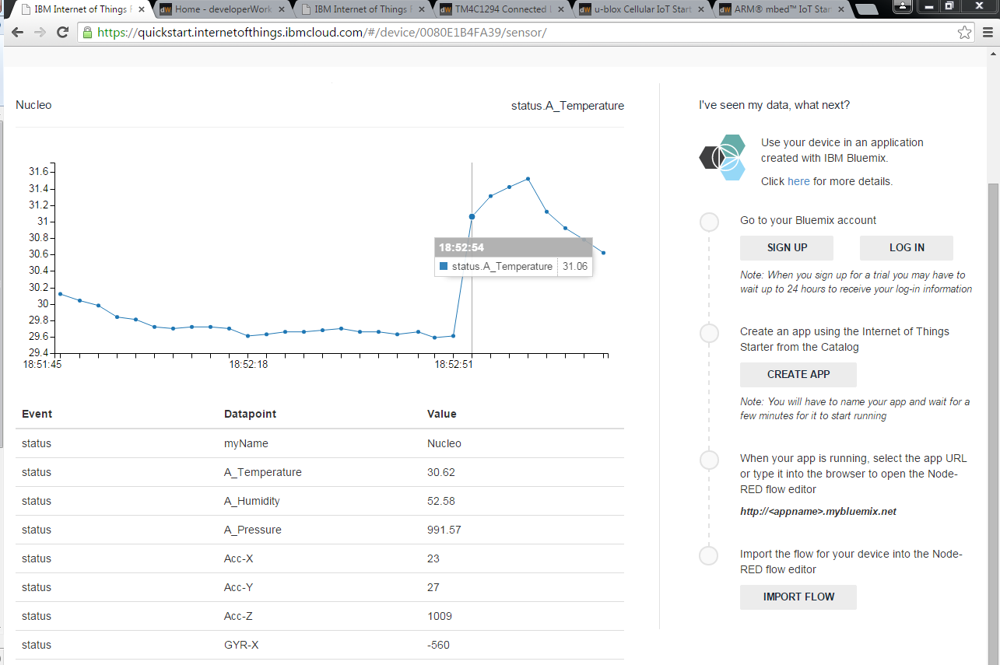 IBM Internet of Things
Home - developerWork
IBM Internet of Things
TM4C1294 Connected
u-blox Cellular IoT Start
ARM® mbed™ IoT Star
https://quickstart.internetofthings.ibmcloud.com/#/device/0080E1B4FA39/sensor/
Nucleo
status.A_Temperature
31.6
31.4
31.2
31
30.8
30.6
30.4
30.2
30
29.8
29.6
29.4
18:51:45
18:52:18
18:52:51
18:52:54
status.A_Temperature 31.06
Event Datapoint Value
status myName Nucleo
status A_Temperature 30.62
status A_Humidity 52.58
status A_Pressure 991.57
status Acc-X 23
status Acc-Y 27
status Acc-Z 1009
status GYR-X -560
I've seen my data, what next?
Use your device in an application
created with IBM Bluemix.
Click here for more details.
Go to your Bluemix account
SIGN UP
LOG IN
Note: When you sign up for a trial you may have to
wait up to 24 hours to receive your log-in information
Create an app using the Internet of Things
Starter from the Catalog
CREATE APP
Note: You will have to name your app and wait for a
few minutes for it to start running
When your app is running, select the app URL
or type it into the browser to open the Node-
RED flow editor
http://<appname>.mybluemix.net
Import the flow for your device into the Node-
RED flow editor
IMPORT FLOW